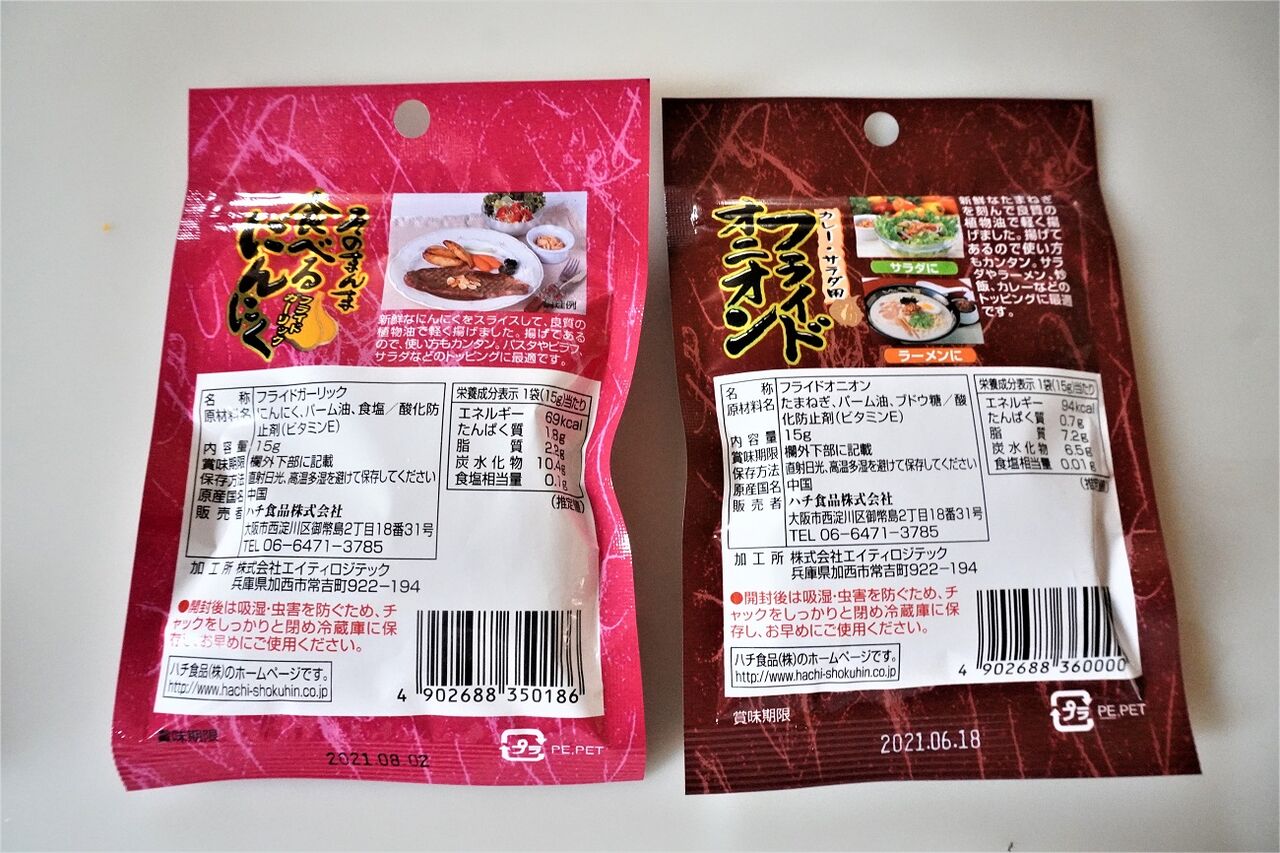 そのまんま
食べる
にんにく
フライド
ガーリック
調理例
新鮮なにんにくをスライスして、良質の
植物油で軽く揚げました。揚げてある
ので、使い方もカンタン。パスタやピラフ、
サラダなどのトッピングに最適です。
名 称 フライドガーリック
原材料名 にんにく、パーム油、食塩/酸化防
止剤(ビタミンE)
内容量 15g
賞味期限 欄外下部に記載
保存方法 直射日光、高温多湿を避けて保存してください
原産国名 中国
販売者 ハチ食品株式会社
大阪市西淀川区御幣島2丁目18番31号
TEL 06-6471-3785
栄養成分表示 1袋(15g)当たり
エネルギー 69kcal
たんぱく質 1.8g
脂 質 2.2g
炭水化物 10.4g
食塩相当量 0.1g
(推定値)
加工所 株式会社エイティロジテック
兵庫県加西市常吉町922-194
●開封後は吸湿・虫害を防ぐため、チ
ャックをしっかりと閉め冷蔵庫に保
存し、お早めにご使用ください。
ハチ食品(株)のホームページです。
http://www.hachi-shokuhin.co.jp
4 902688 350186
賞味期限
2021.08.02
プラ
PE,PET
カレー・サラダ用
フライド
オニオン
サラダに
ラーメンに
新鮮なたまねぎ
を刻んで良質の
植物油で軽く揚
げました。揚げて
あるので使い方
もカンタン。サラ
ダやラーメン、炒
飯、カレーなどの
トッピングに最適
です。
名 称 フライドオニオン
原材料名 たまねぎ、パーム油、ブドウ糖/酸
化防止剤(ビタミンE)
内容量 15g
賞味期限 欄外下部に記載
保存方法 直射日光、高温多湿を避けて保存してください
原産国名 中国
販売者 ハチ食品株式会社
大阪市西淀川区御幣島2丁目18番31号
TEL 06-6471-3785
栄養成分表示 1袋(15g)当たり
エネルギー 94kcal
たんぱく質 0.7g
脂 質 7.2g
炭水化物 6.5g
食塩相当量 0.01g
(推定値)
加工所 株式会社エイティロジテック
兵庫県加西市常吉町922-194
●開封後は吸湿・虫害を防ぐため、チ
ャックをしっかりと閉め冷蔵庫に保
存し、お早めにご使用ください。
ハチ食品(株)のホームページです。
http://www.hachi-shokuhin.co.jp
4 902688 360000
賞味期限
2021.06.18
プラ
PE,PET